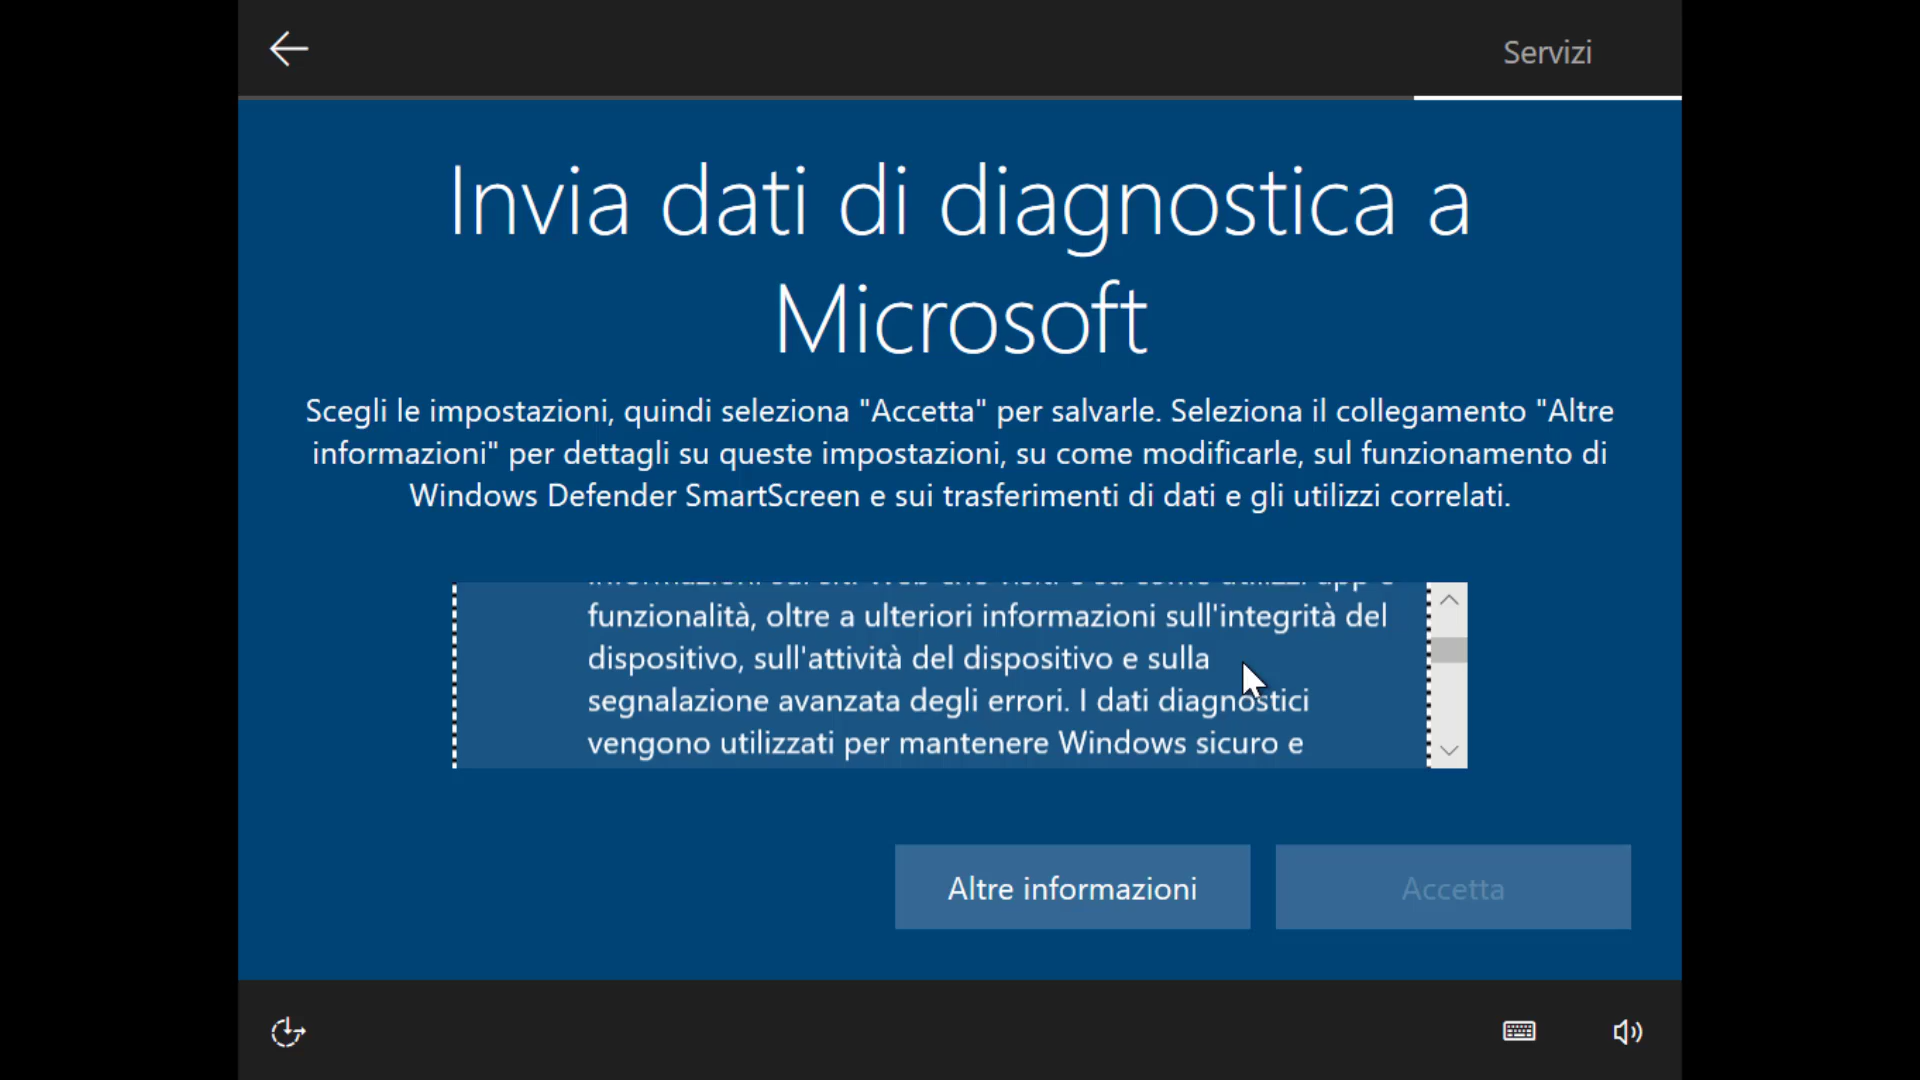 Servizi
Invia dati di diagnostica a
Microsoft
Scegli le impostazioni, quindi seleziona "Accetta" per salvarle. Seleziona il collegamento "Altre
informazioni" per dettagli su queste impostazioni, su come modificarle, sul funzionamento di
Windows Defender SmartScreen e sui trasferimenti di dati e gli utilizzi correlati.
funzionalità, oltre a ulteriori informazioni sull'integrità del
dispositivo, sull'attività del dispositivo e sulla
segnalazione avanzata degli errori. I dati diagnostici
vengono utilizzati per mantenere Windows sicuro e
Altre informazioni
Accetta